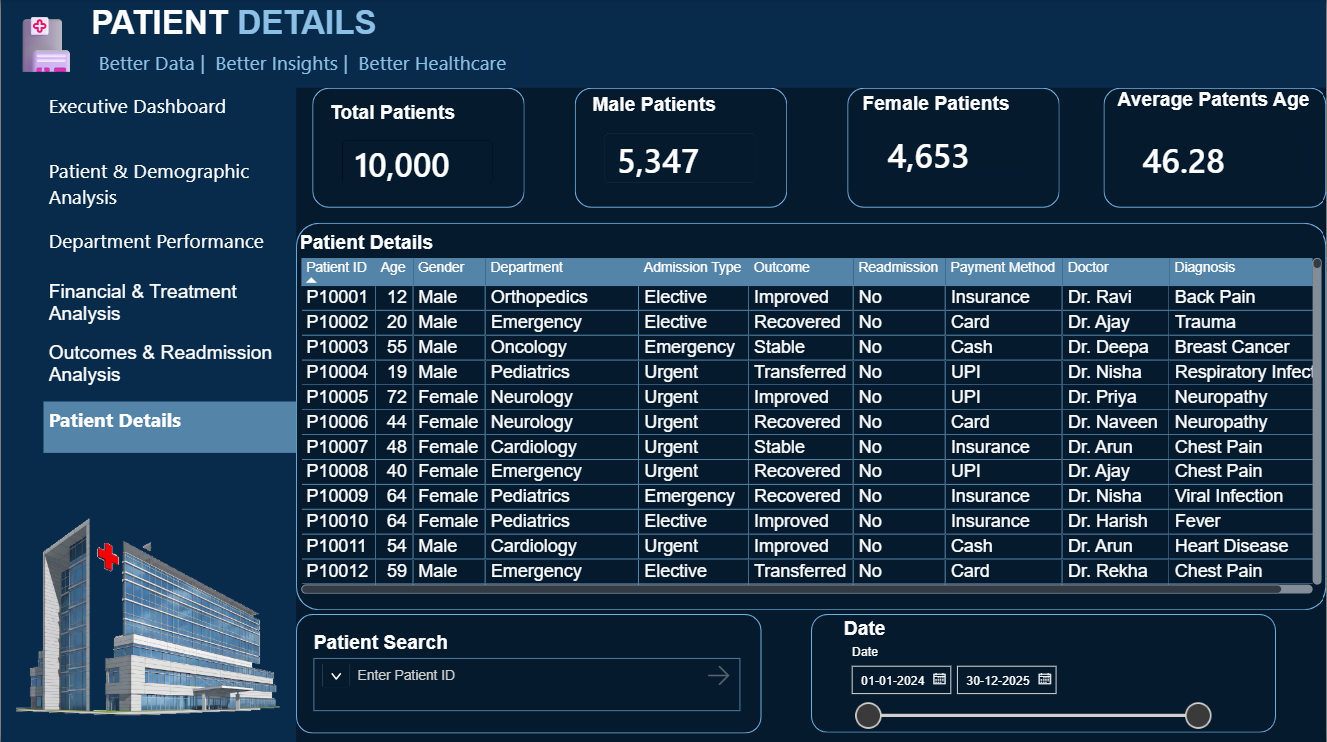 PATIENT DETAILS
Better Data | Better Insights | Better Healthcare
Executive Dashboard
Patient & Demographic
Analysis
Department Performance
Financial & Treatment
Analysis
Outcomes & Readmission
Analysis
Patient Details
Total Patients
10,000
Male Patients
5,347
Female Patients
4,653
Average Patents Age
46.28
Patient Details
Patient ID Age Gender Department Admission Type Outcome Readmission Payment Method Doctor Diagnosis
P10001 12 Male Orthopedics Elective Improved No Insurance Dr. Ravi Back Pain
P10002 20 Male Emergency Elective Recovered No Card Dr. Ajay Trauma
P10003 55 Male Oncology Emergency Stable No Cash Dr. Deepa Breast Cancer
P10004 19 Male Pediatrics Urgent Transferred No UPI Dr. Nisha Respiratory Infect
P10005 72 Female Neurology Urgent Improved No UPI Dr. Priya Neuropathy
P10006 44 Female Neurology Urgent Recovered No Card Dr. Naveen Neuropathy
P10007 48 Female Cardiology Urgent Stable No Insurance Dr. Arun Chest Pain
P10008 40 Female Emergency Urgent Recovered No UPI Dr. Ajay Chest Pain
P10009 64 Female Pediatrics Emergency Recovered No Insurance Dr. Nisha Viral Infection
P10010 64 Female Pediatrics Elective Improved No Insurance Dr. Harish Fever
P10011 54 Male Cardiology Urgent Improved No Cash Dr. Arun Heart Disease
P10012 59 Male Emergency Elective Transferred No Card Dr. Rekha Chest Pain
Patient Search
Enter Patient ID
Date
Date
01-01-2024 30-12-2025